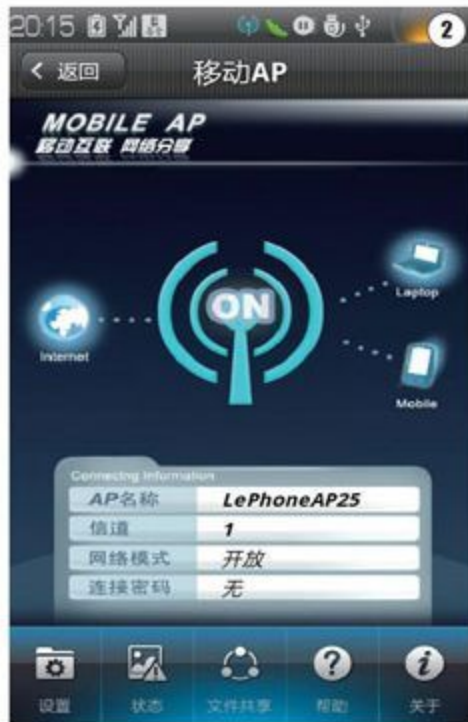 20:15
2
返回
移动AP
MOBILE AP
移动互联 网络分享
ON
Internet
Laptop
Mobile
Connecting Information
AP名称 LePhoneAP25
信道 1
网络模式 开放
连接密码 无
设置 状态 文件共享 帮助 关于